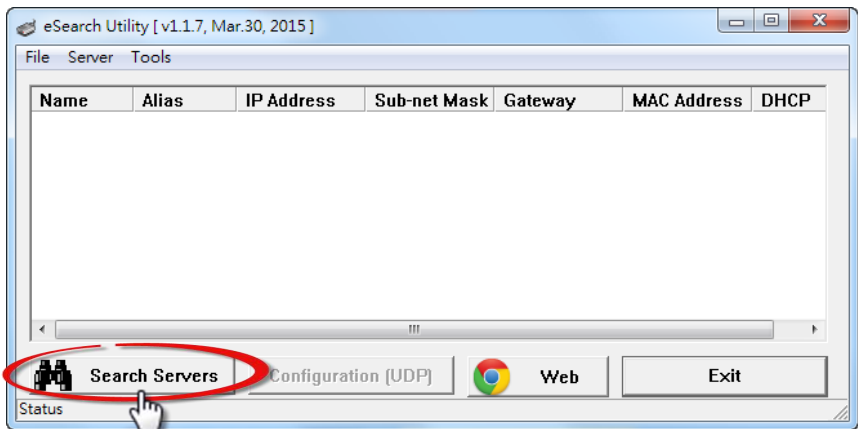 eSearch Utility [ v1.1.7, Mar.30, 2015 ]
File Server Tools
Name Alias IP Address Sub-net Mask Gateway MAC Address DHCP
Search Servers Configuration (UDP) Web Exit
Status